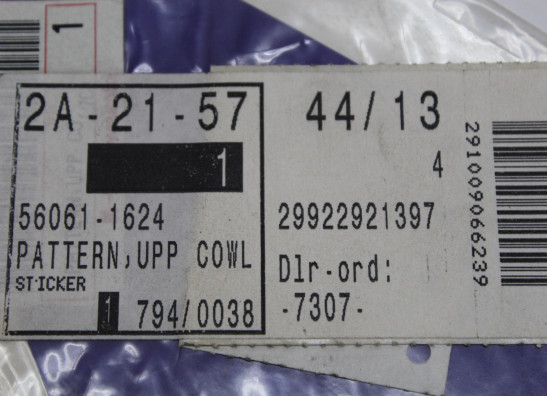 1
2A-21-57
1
56061-1624
PATTERN,UPP COWL
STICKER
1 794/0038
44/13
4
29922921397
Dlr-ord:
-7307-
291009066239